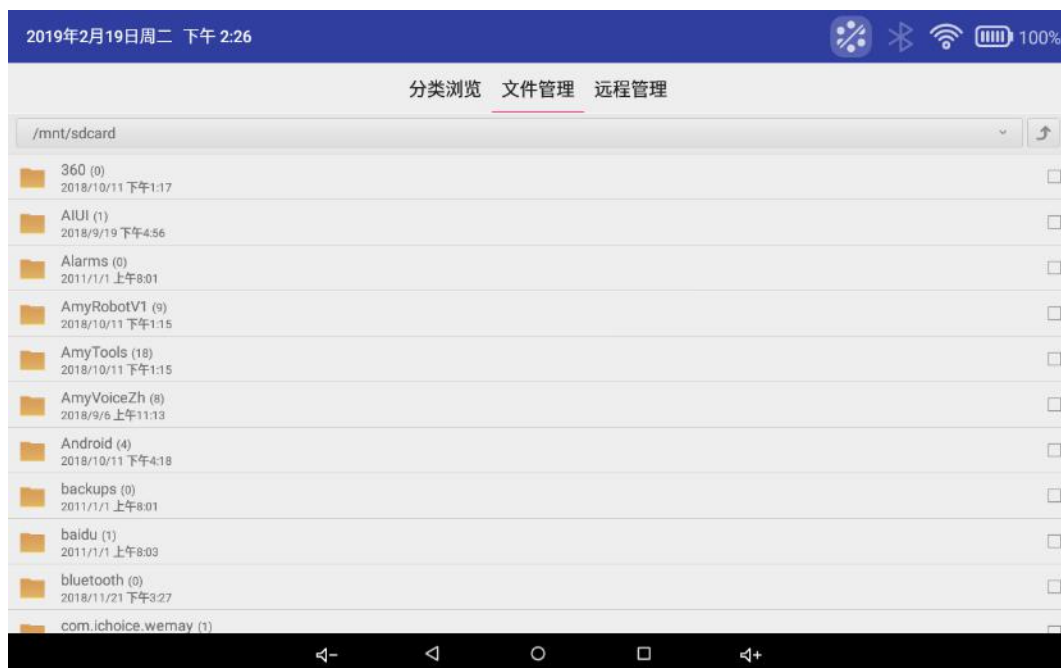 2019年2月19日周二 下午 2:26 100%
分类浏览 文件管理 远程管理
/mnt/sdcard
360 (0)
2018/10/11 下午1:17
AIUI (1)
2018/9/19 下午4:56
Alarms (0)
2011/1/1 上午8:01
AmyRobotV1 (9)
2018/10/11 下午1:15
AmyTools (18)
2018/10/11 下午1:15
AmyVoiceZh (8)
2018/9/6 上午11:13
Android (4)
2018/10/11 下午4:18
backups (0)
2011/1/1 上午8:01
baidu (1)
2011/1/1 上午8:03
bluetooth (0)
2018/11/21 下午3:27
com.ichoice.wemay (1)